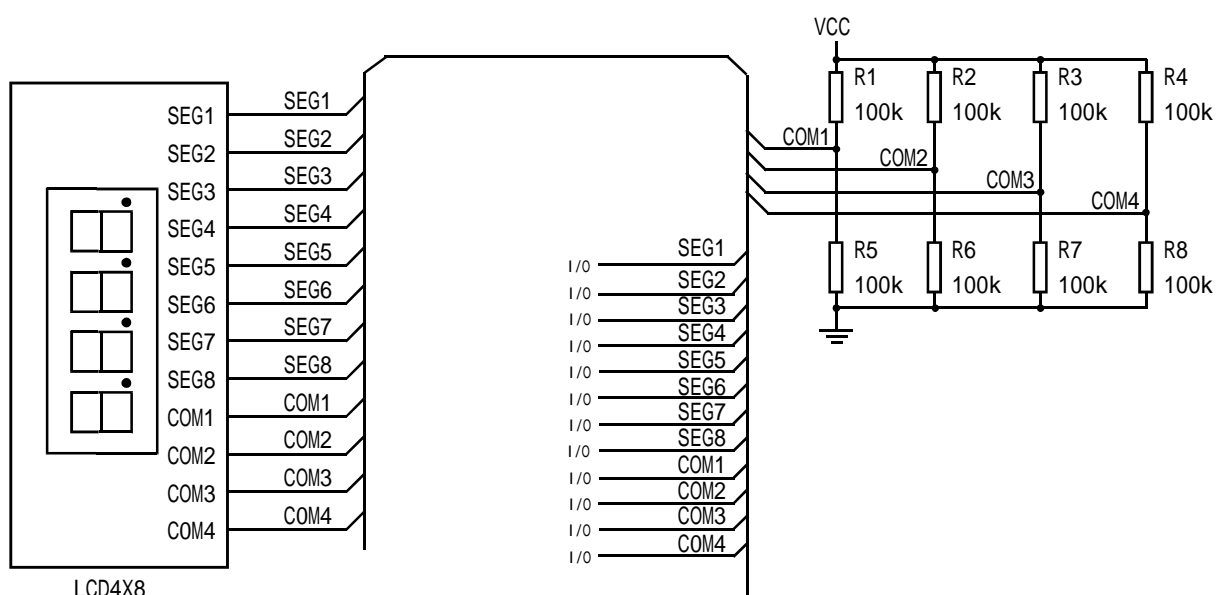 VCC
R1
100k
R2
100k
R3
100k
R4
100k
COM1
COM2
COM3
COM4
R5
100k
R6
100k
R7
100k
R8
100k
SEG1
SEG2
SEG3
SEG4
SEG5
SEG6
SEG7
SEG8
COM1
COM2
COM3
COM4
SEG1
SEG2
SEG3
SEG4
SEG5
SEG6
SEG7
SEG8
COM1
COM2
COM3
COM4
I/O SEG1
I/O SEG2
I/O SEG3
I/O SEG4
I/O SEG5
I/O SEG6
I/O SEG7
I/O SEG8
I/O COM1
I/O COM2
I/O COM3
I/O COM4
LCD4X8